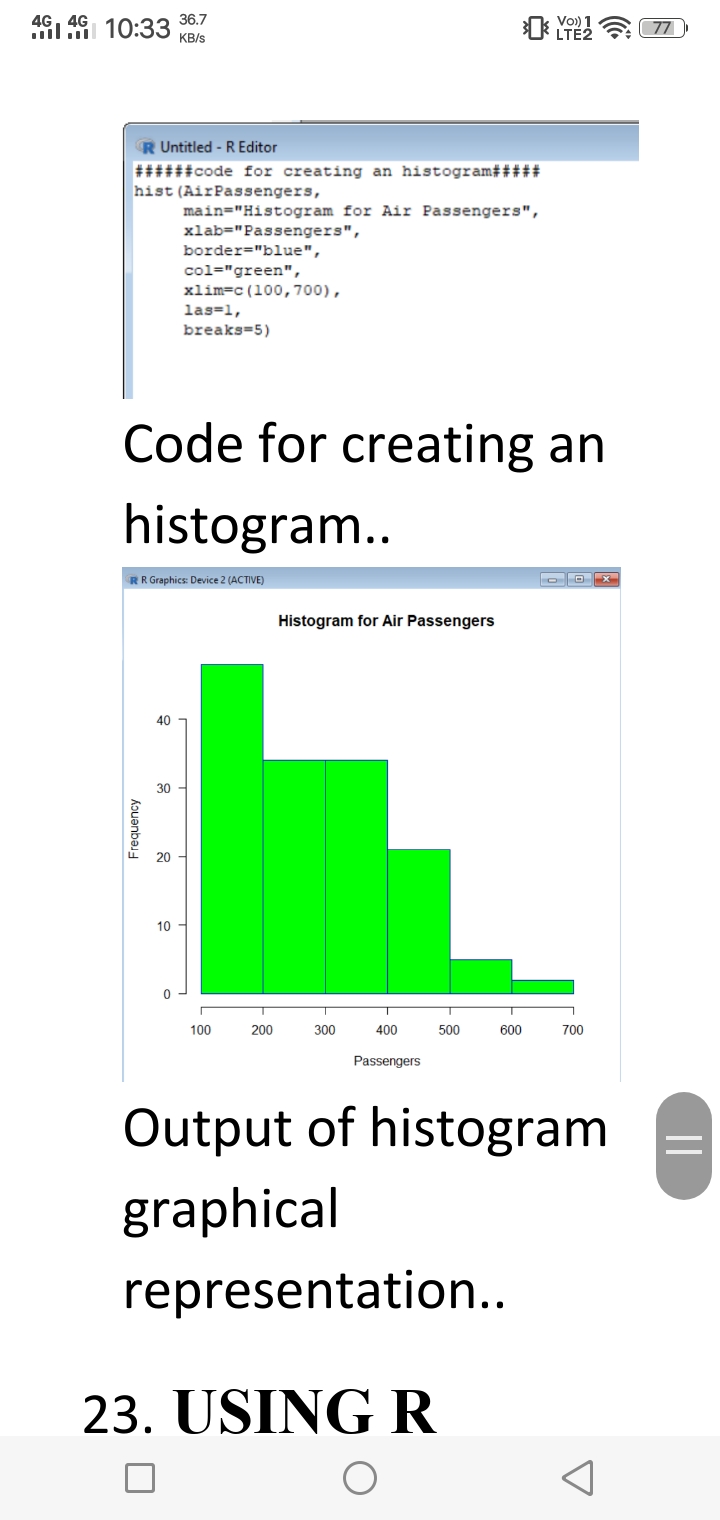 4G 4G 10:33 36.7 KB/s Vo)) 1 LTE2 77
Untitled - R Editor
######code for creating an histogram#####
hist(AirPassengers,
main="Histogram for Air Passengers",
xlab="Passengers",
border="blue",
col="green",
xlim=c(100,700),
las=1,
breaks=5)
Code for creating an
histogram..
R Graphics: Device 2 (ACTIVE)
Histogram for Air Passengers
Frequency
40
30
20
10
0
100 200 300 400 500 600 700
Passengers
Output of histogram
graphical
representation..
23. USING R